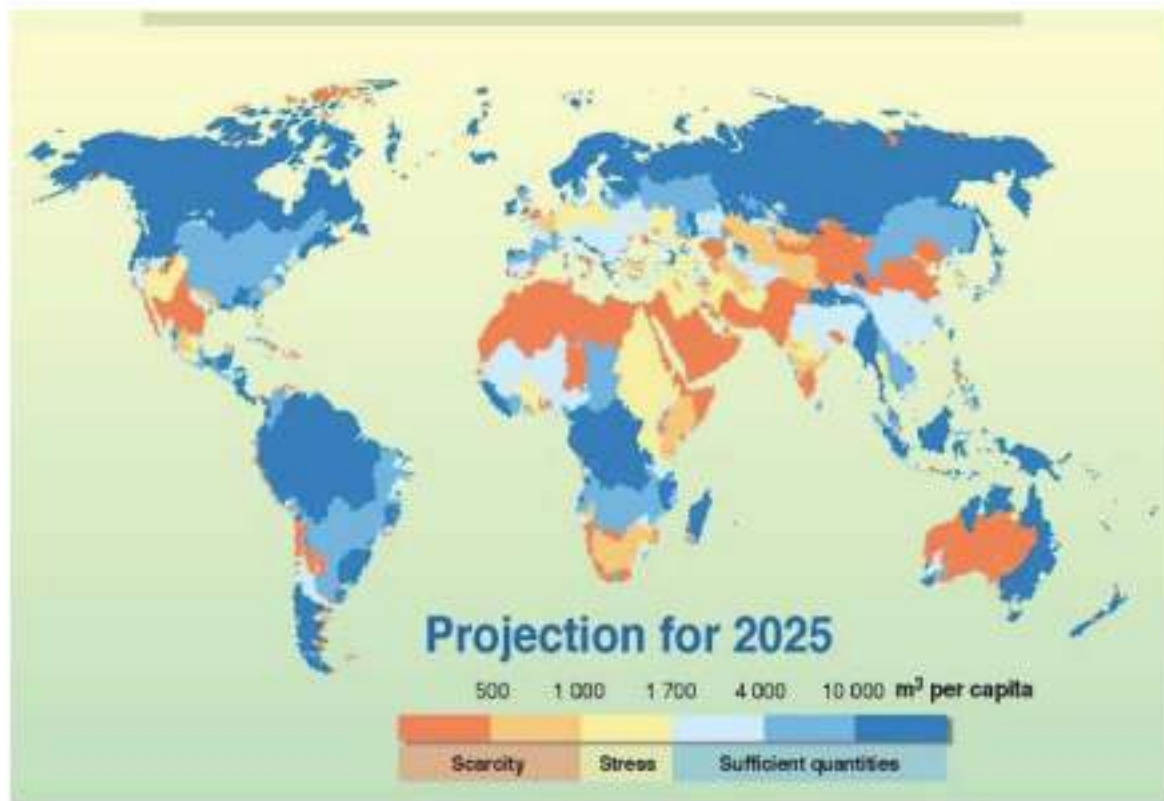 Projection for 2025
500 1 000 1 700 4 000 10 000 m³ per capita
Scarcity Stress Sufficient quantities